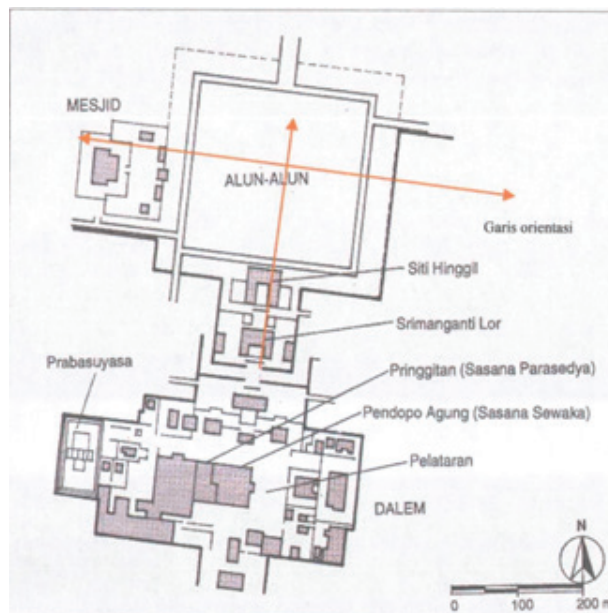 MESJID
ALUN-ALUN
Garis orientasi
Siti Hinggil
Srimanganti Lor
Prabasuyasa
Pringgitan (Sasana Parasedya)
Pendopo Agung (Sasana Sewaka)
Pelataran
DALEM
N
0 100 200 m